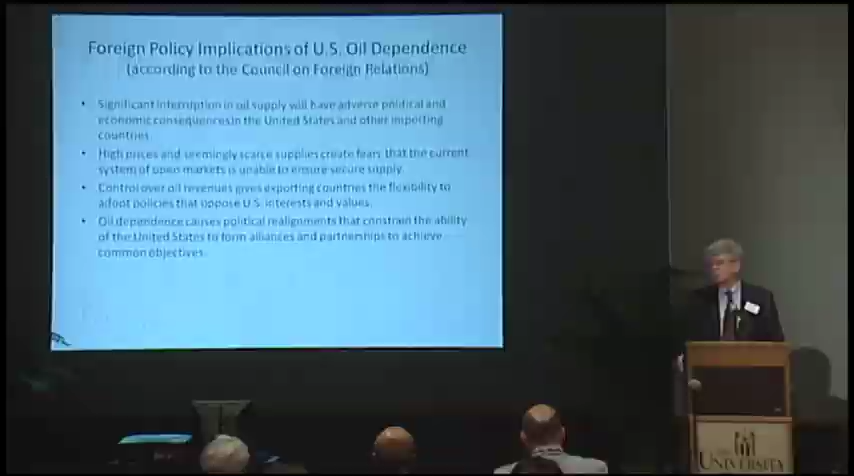 Foreign Policy Implications of U.S. Oil Dependence
(according to the Council on Foreign Relations)
• Significant interruption in oil supply will have adverse political and
economic consequences in the United States and other importing
countries.
• High prices and seemingly scarce supplies create fears that the current
system of open markets is unable to ensure secure supply.
• Control over oil revenues gives exporting countries the flexibility to
adopt policies that oppose U.S. interests and values.
• Oil dependence causes political realignments that constrain the ability
of the United States to form alliances and partnerships to achieve
common objectives.
UNIVERSITY